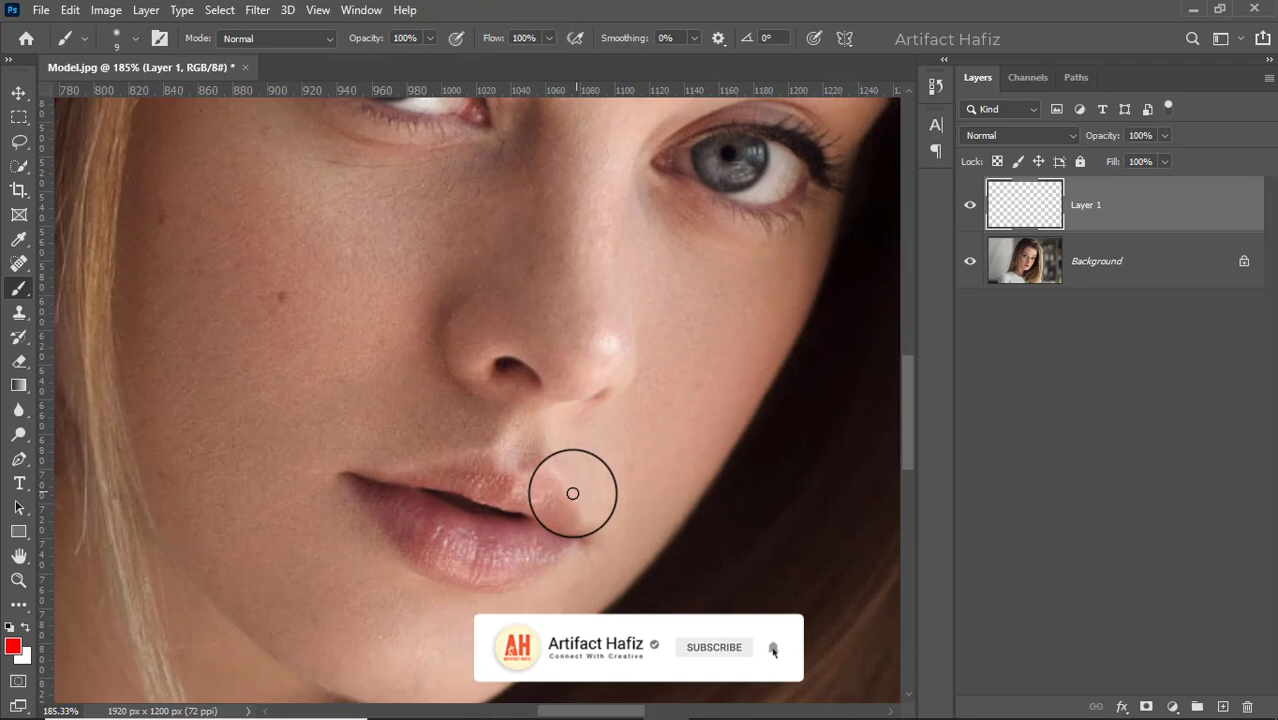 Ps File Edit Image Layer Type Select Filter 3D View Window Help
9 Mode: Normal Opacity: 100% Flow: 100% Smoothing: 0% 0° Artifact Hafiz
Model.jpg @ 185% (Layer 1, RGB/8#) * ×
780 800 820 840 860 880 900 920 940 960 980 1000 1020 1040 1060 1080 1100 1120 1140 1160 1180 1200 1220 1240
Layers Channels Paths
Kind
Normal Opacity: 100%
Lock: Fill: 100%
Layer 1
Background
AH
ARTIFACT HAFIZ
Artifact Hafiz
Connect With Creative
SUBSCRIBE
185.33% 1920 px x 1200 px (72 ppi)